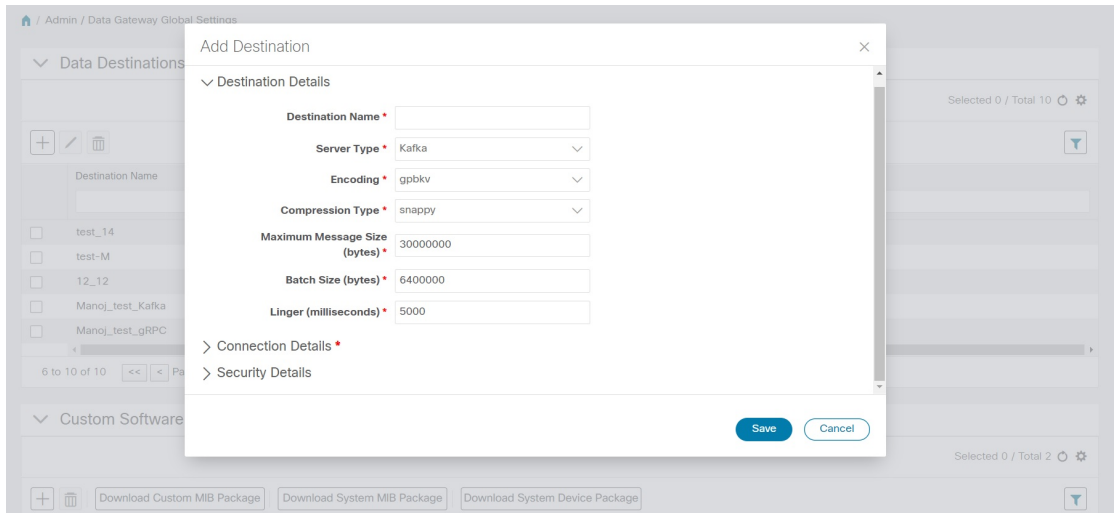 / Admin / Data Gateway Global Settings
Add Destination
Data Destinations
Destination Details
Selected 0 / Total 10
Destination Name *
Server Type * Kafka
Destination Name
Encoding * gpbkv
Compression Type * snappy
test_14
Maximum Message Size
(bytes) * 30000000
test-M
12_12
Batch Size (bytes) * 6400000
Manoj_test_Kafka
Linger (milliseconds) * 5000
Manoj_test_gRPC
Connection Details *
6 to 10 of 10 << < Pa
Security Details
Custom Software
Save Cancel
Selected 0 / Total 2
Download Custom MIB Package Download System MIB Package Download System Device Package